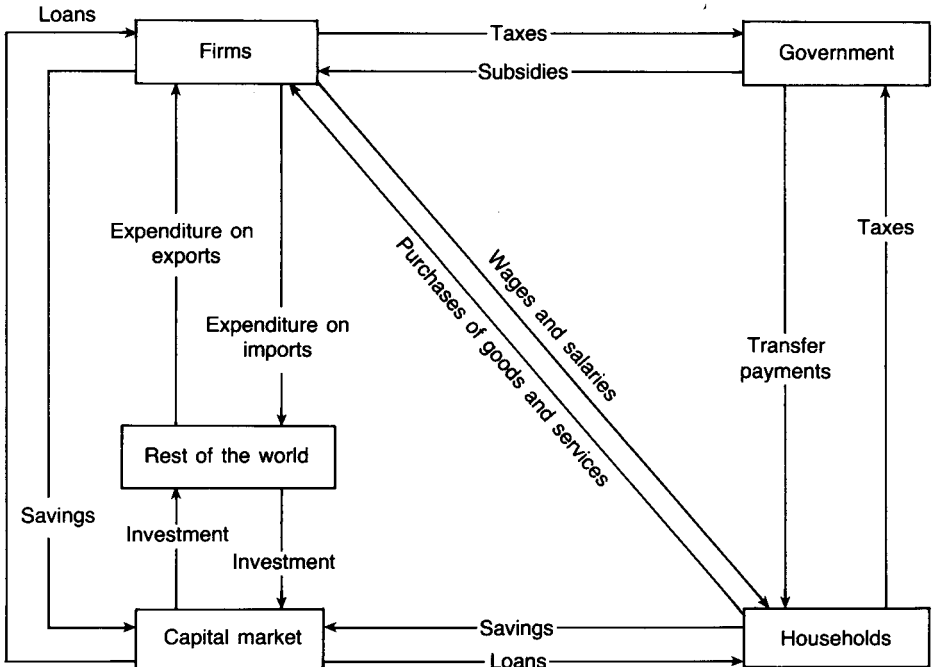 Loans
Firms
Taxes
Government
Subsidies
Expenditure on
exports
Taxes
Wages and salaries
Purchases of goods and services
Expenditure on
imports
Transfer
payments
Rest of the world
Savings
Investment
Investment
Capital market
Savings
Households
Loans